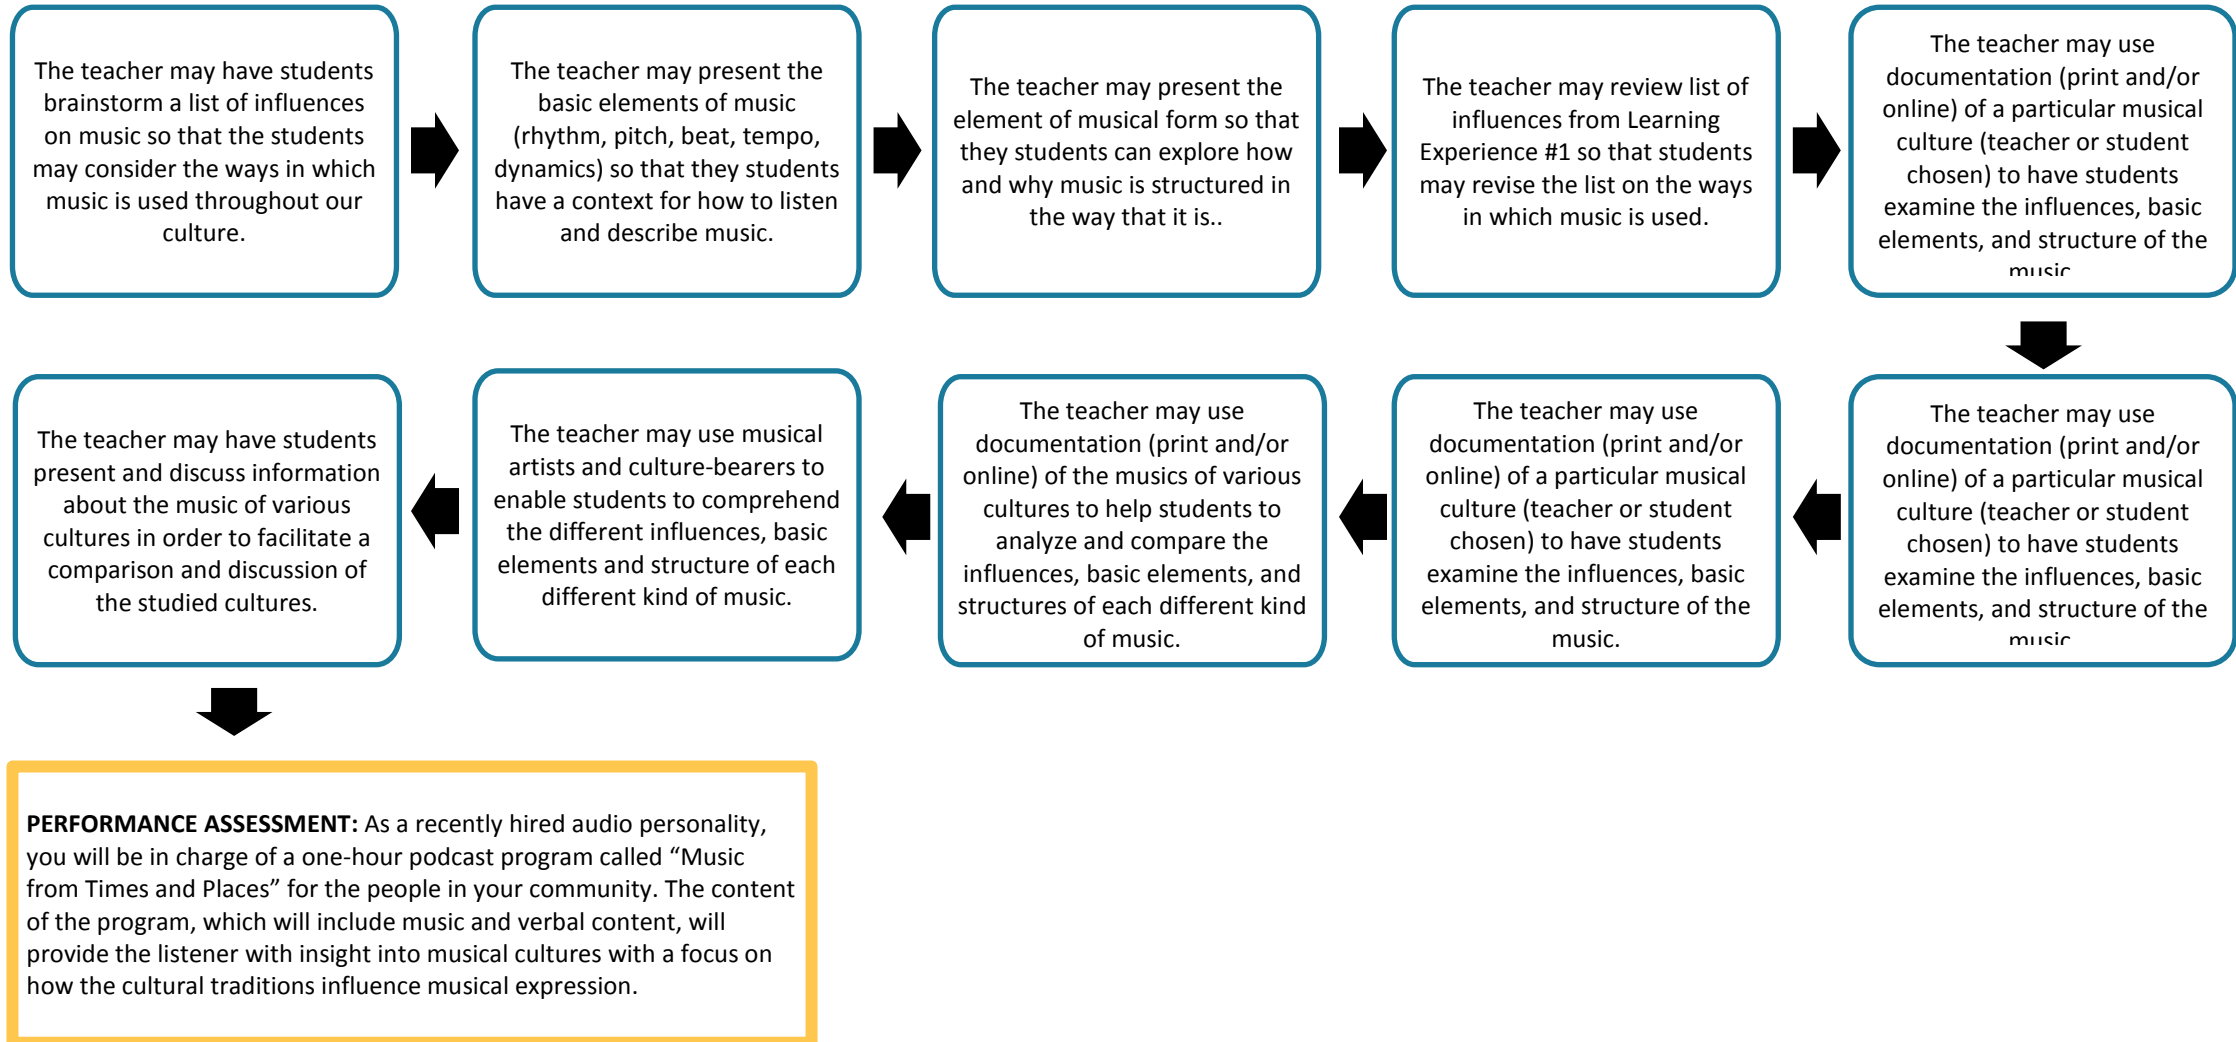 The teacher may have students
brainstorm a list of influences
on music so that the students
may consider the ways in which
music is used throughout our
culture.
The teacher may present the
basic elements of music
(rhythm, pitch, beat, tempo,
dynamics) so that they students
have a context for how to listen
and describe music.
The teacher may present the
element of musical form so that
they students can explore how
and why music is structured in
the way that it is..
The teacher may review list of
influences from Learning
Experience #1 so that students
may revise the list on the ways
in which music is used.
The teacher may use
documentation (print and/or
online) of a particular musical
culture (teacher or student
chosen) to have students
examine the influences, basic
elements, and structure of the
music
The teacher may use
documentation (print and/or
online) of a particular musical
culture (teacher or student
chosen) to have students
examine the influences, basic
elements, and structure of the
music
The teacher may use
documentation (print and/or
online) of a particular musical
culture (teacher or student
chosen) to have students
examine the influences, basic
elements, and structure of the
music.
The teacher may use
documentation (print and/or
online) of the musics of various
cultures to help students to
analyze and compare the
influences, basic elements, and
structures of each different kind
of music.
The teacher may use musical
artists and culture-bearers to
enable students to comprehend
the different influences, basic
elements and structure of each
different kind of music.
The teacher may have students
present and discuss information
about the music of various
cultures in order to facilitate a
comparison and discussion of
the studied cultures.
PERFORMANCE ASSESSMENT: As a recently hired audio personality,
you will be in charge of a one-hour podcast program called “Music
from Times and Places” for the people in your community. The content
of the program, which will include music and verbal content, will
provide the listener with insight into musical cultures with a focus on
how the cultural traditions influence musical expression.